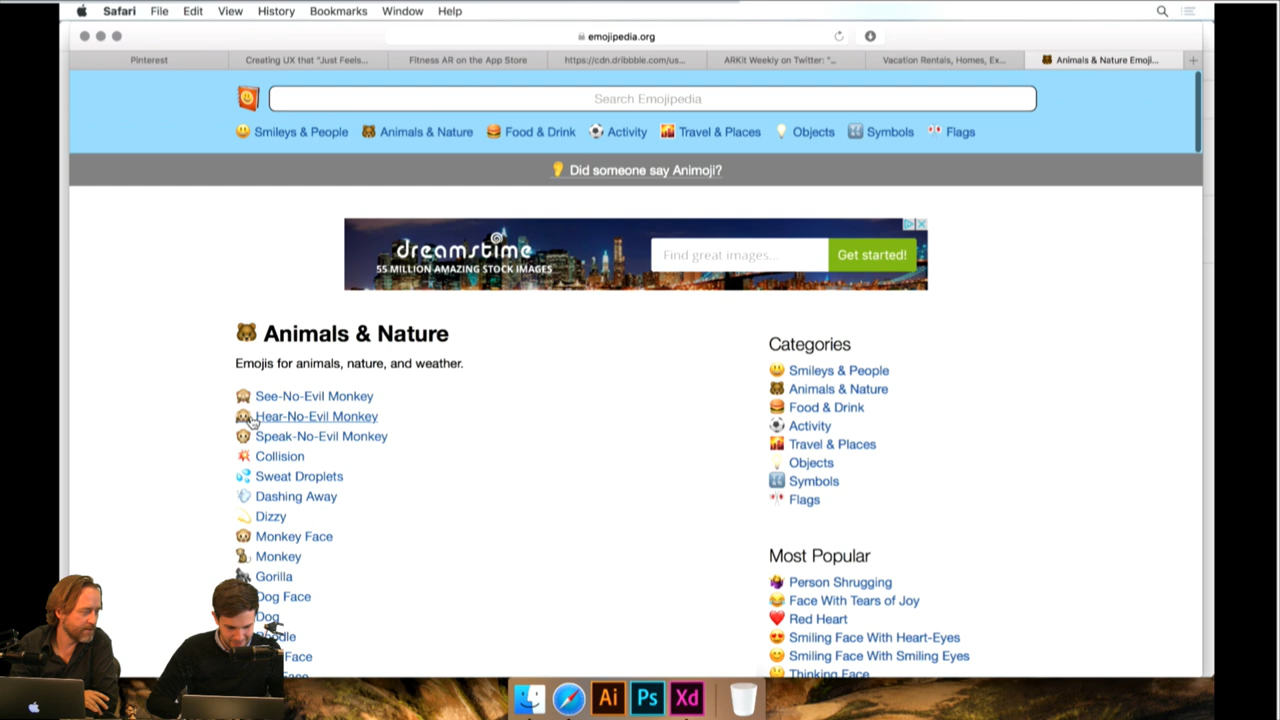 Safari File Edit View History Bookmarks Window Help
emojipedia.org
Pinterest Creating UX that "Just Feels... Fitness AR on the App Store https://cdn.dribbble.com/us... ARKit Weekly on Twitter: "... Vacation Rentals, Homes, Ex... Animals & Nature Emoji...
Search Emojipedia
Smileys & People Animals & Nature Food & Drink Activity Travel & Places Objects Symbols Flags
Did someone say Animoji?
dreamstime
55 MILLION AMAZING STOCK IMAGES
Find great images...
Get started!
Animals & Nature
Emojis for animals, nature, and weather.
See-No-Evil Monkey
Hear-No-Evil Monkey
Speak-No-Evil Monkey
Collision
Sweat Droplets
Dashing Away
Dizzy
Monkey Face
Monkey
Gorilla
Dog Face
Dog
Face
Categories
Smileys & People
Animals & Nature
Food & Drink
Activity
Travel & Places
Objects
Symbols
Flags
Most Popular
Person Shrugging
Face With Tears of Joy
Red Heart
Smiling Face With Heart-Eyes
Smiling Face With Smiling Eyes
Thinking Face
Ai Ps Xd